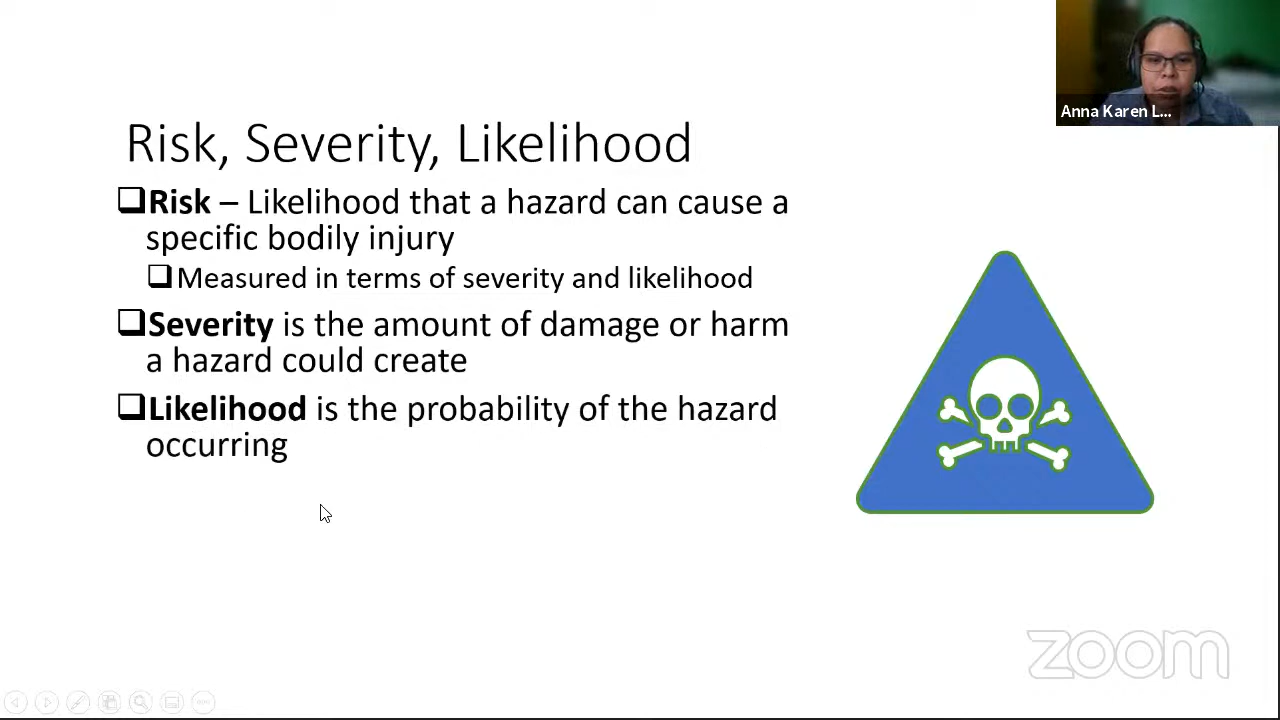 Anna Karen L...
Risk, Severity, Likelihood
Risk – Likelihood that a hazard can cause a
specific bodily injury
Measured in terms of severity and likelihood
Severity is the amount of damage or harm
a hazard could create
Likelihood is the probability of the hazard
occurring
zoom